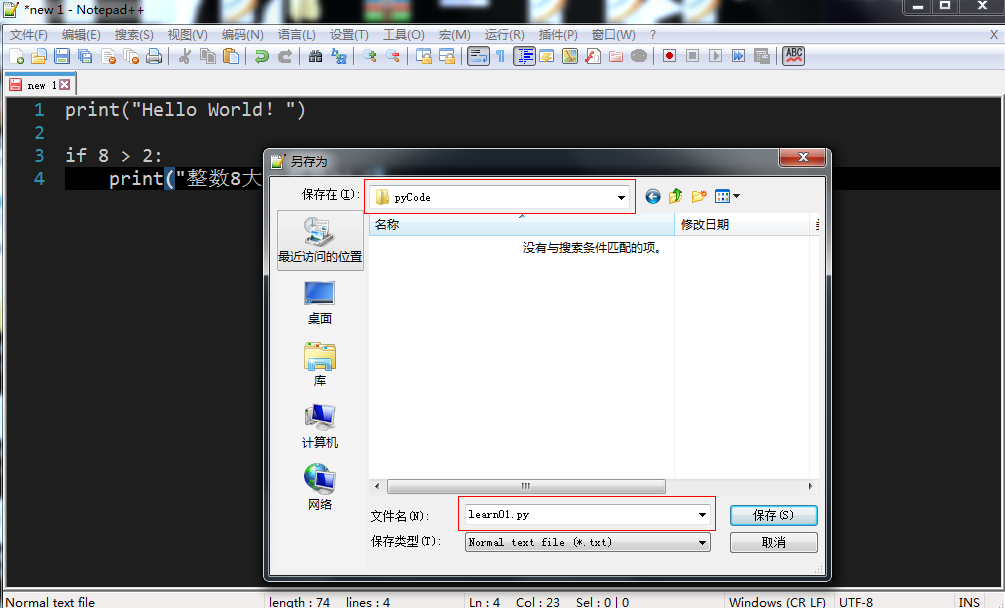 *new 1 - Notepad++
文件(F) 编辑(E) 搜索(S) 视图(V) 编码(N) 语言(L) 设置(T) 工具(O) 宏(M) 运行(R) 插件(P) 窗口(W) ? X
ABC
new 1
1 print("Hello World! ")
2
3 if 8 > 2:
4 print("整数8大
另存为
保存在(I): pyCode
名称 修改日期
没有与搜索条件匹配的项。
最近访问的位置
桌面
库
计算机
网络
文件名(N): learn01.py 保存(S)
保存类型(T): Normal text file (*.txt) 取消
Normal text file length : 74 lines : 4 Ln : 4 Col : 23 Sel : 0 | 0 Windows (CR LF) UTF-8 INS